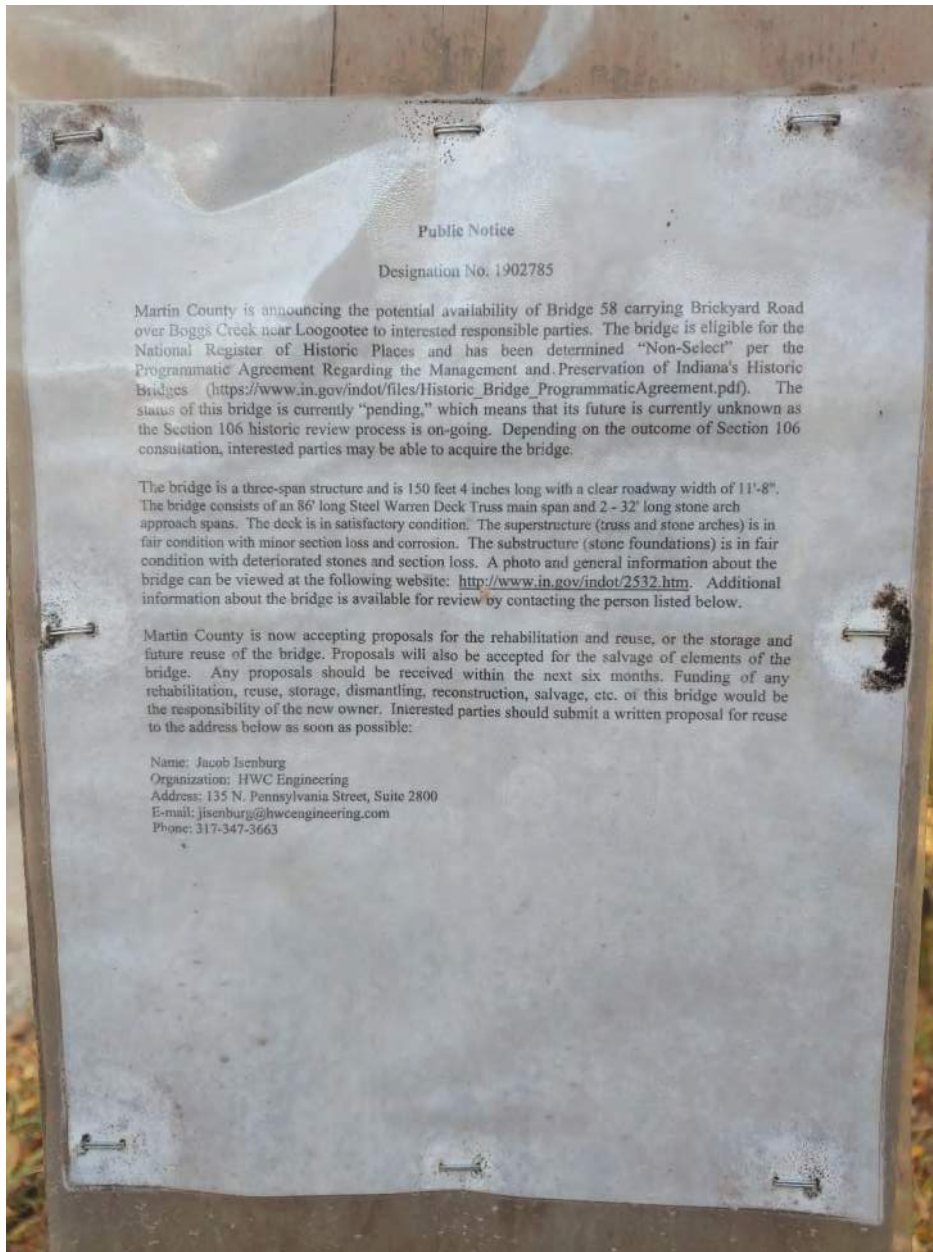 Public Notice
Designation No. 1902785
Martin County is announcing the potential availability of Bridge 58 carrying Brickyard Road
over Boggs Creek near Loogootee to interested responsible parties. The bridge is eligible for the
National Register of Historic Places and has been determined “Non-Select” per the
Programmatic Agreement Regarding the Management and Preservation of Indiana's Historic
Bridges (https://www.in.gov/indot/files/Historic_Bridge_ProgrammaticAgreement.pdf). The
status of this bridge is currently “pending,” which means that its future is currently unknown as
the Section 106 historic review process is on-going. Depending on the outcome of Section 106
consultation, interested parties may be able to acquire the bridge.
The bridge is a three-span structure and is 150 feet 4 inches long with a clear roadway width of 11'-8".
The bridge consists of an 86' long Steel Warren Deck Truss main span and 2 - 32' long stone arch
approach spans. The deck is in satisfactory condition. The superstructure (truss and stone arches) is in
fair condition with minor section loss and corrosion. The substructure (stone foundations) is in fair
condition with deteriorated stones and section loss. A photo and general information about the
bridge can be viewed at the following website: http://www.in.gov/indot/2532.htm. Additional
information about the bridge is available for review by contacting the person listed below.
Martin County is now accepting proposals for the rehabilitation and reuse, or the storage and
future reuse of the bridge. Proposals will also be accepted for the salvage of elements of the
bridge. Any proposals should be received within the next six months. Funding of any
rehabilitation, reuse, storage, dismantling, reconstruction, salvage, etc. of this bridge would be
the responsibility of the new owner. Interested parties should submit a written proposal for reuse
to the address below as soon as possible:
Name: Jacob Isenburg
Organization: HWC Engineering
Address: 135 N. Pennsylvania Street, Suite 2800
E-mail: jisenburg@hwcengineering.com
Phone: 317-347-3663